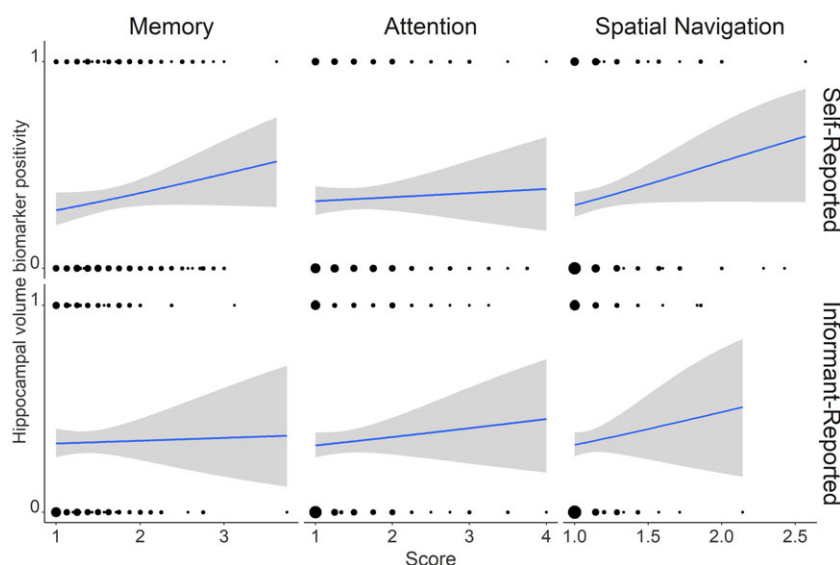 Memory Attention Spatial Navigation
Hippocampal volume biomarker positivity
1
0
Self-Reported
1
0
Informant-Reported
1 2 3 1 2 3 4 1.0 1.5 2.0 2.5
Score